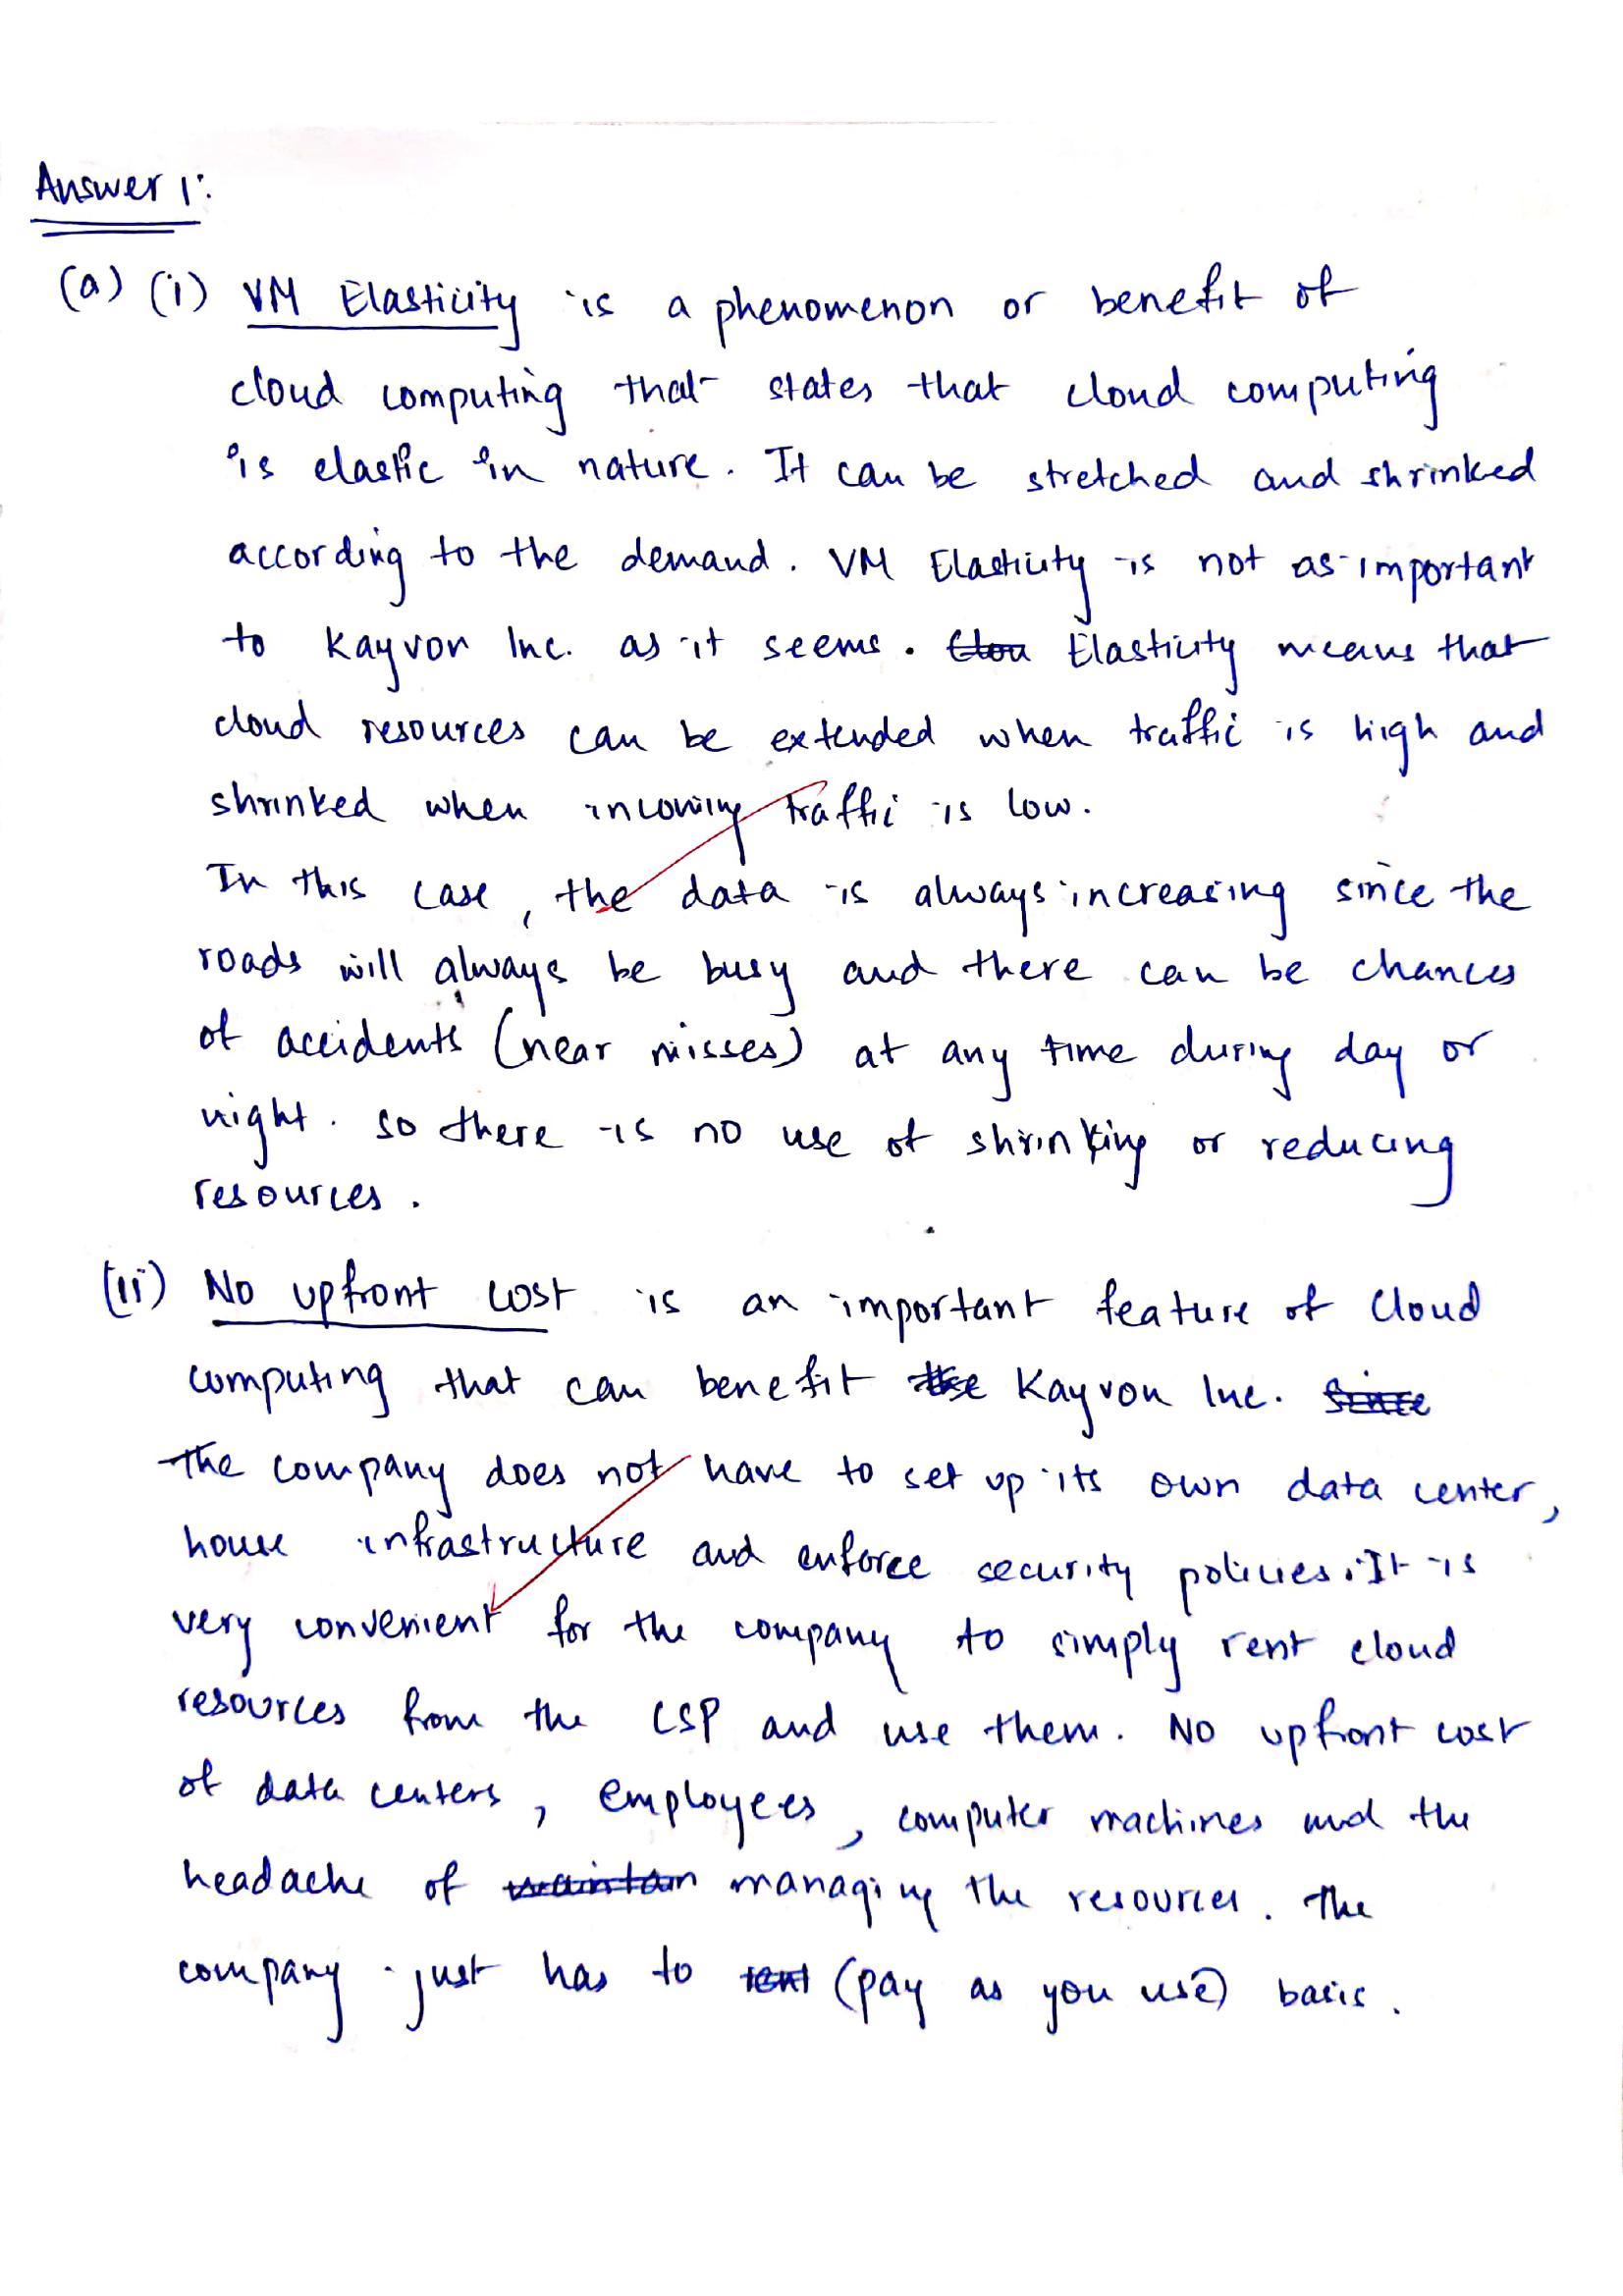 Answer 1:
(a) (i) VM Elasticity is a phenomenon or benefit of
cloud computing that states that cloud computing
is elastic in nature. It can be stretched and shrinked
according to the demand. VM Elasticity is not as important
to Kayvon Inc. as it seems. Clou Elasticity means that
cloud resources can be extended when traffic is high and
shrinked when incoming traffic is low.
In this case, the data is always increasing since the
roads will always be busy and there can be chances
of accidents (near misses) at any time during day or
night. So there is no use of shrinking or reducing
resources.
(ii) No upfront cost is an important feature of Cloud
computing that can benefit the Kayvon Inc. Since
The company does not have to set up its own data center,
house infrastructure and enforce security policies. It is
very convenient for the company to simply rent cloud
resources from the CSP and use them. No upfront cost
of data centers, employees, computer machines and the
headache of maintain managing the resources. The
company just has to rent (pay as you use) basis.